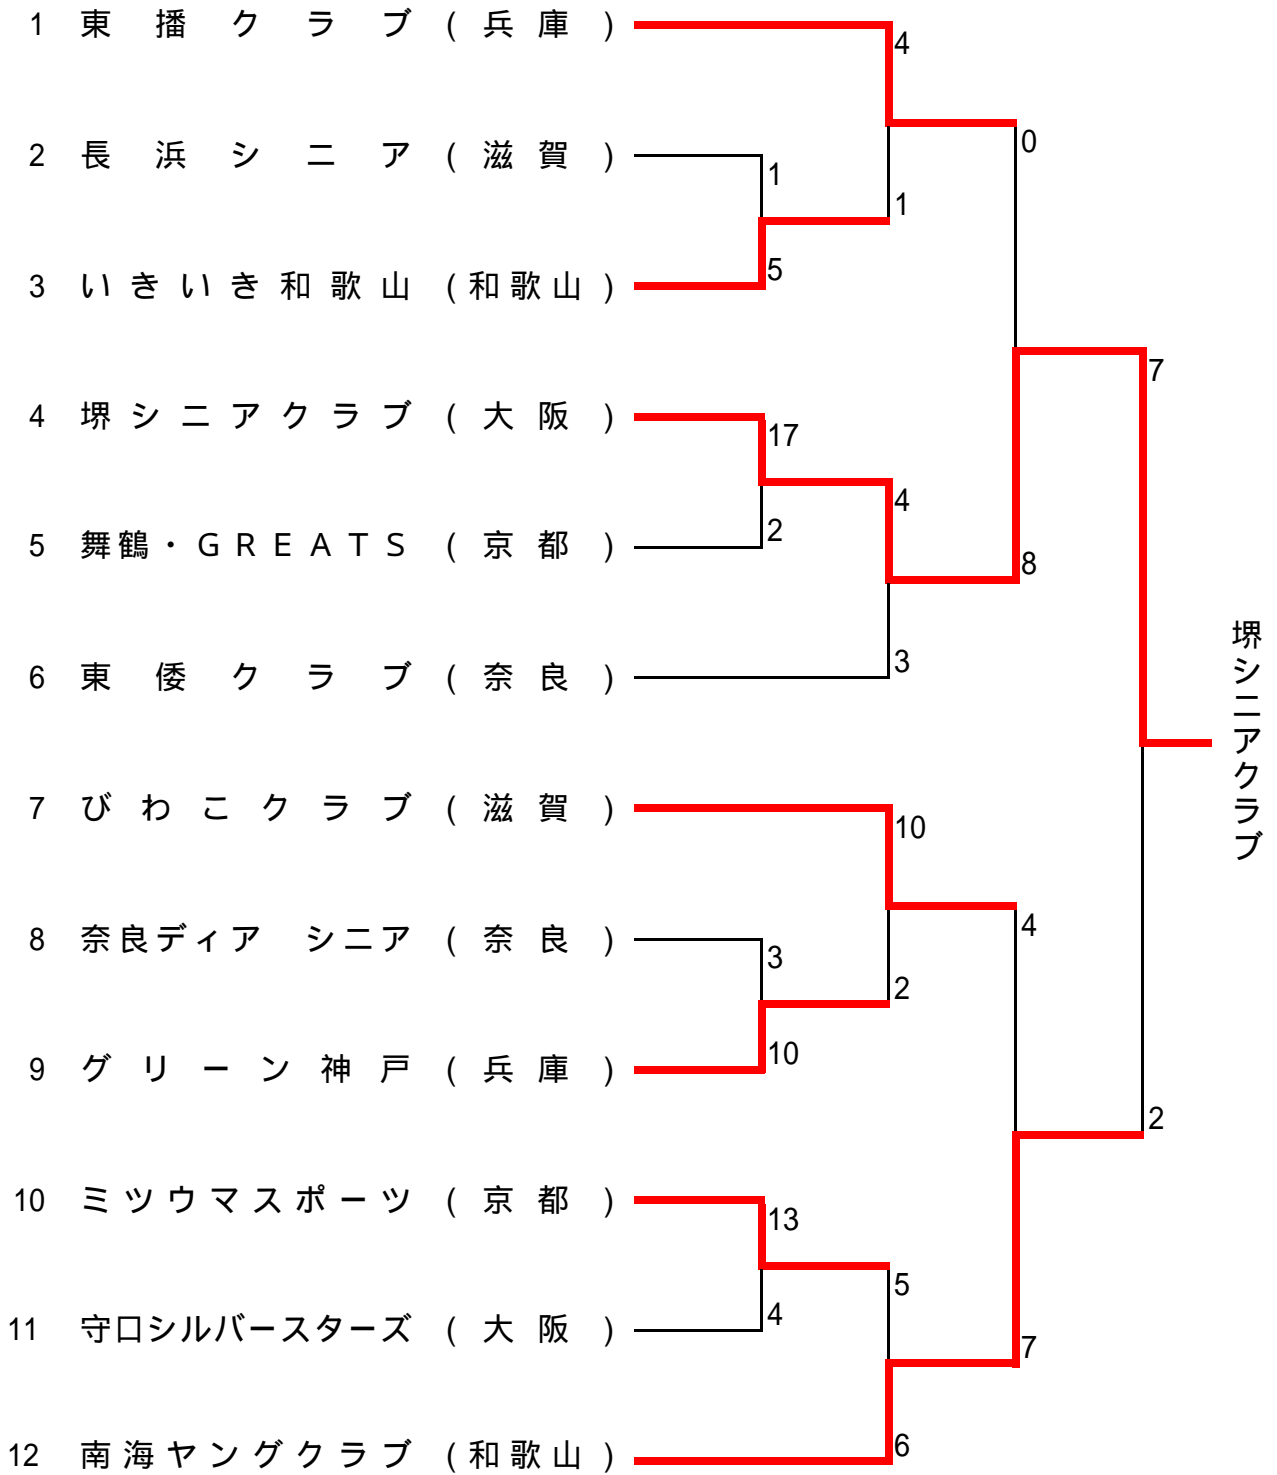 1 東播クラブ (兵庫)
4
0
2 長浜シニア (滋賀)
1
1
3 いきいき和歌山 (和歌山)
5
7
4 堺シニアクラブ (大阪)
17
4
5 舞鶴・GREATS (京都)
2
8
6 東倭クラブ (奈良)
3
堺シニアクラブ
7 びわこクラブ (滋賀)
10
4
8 奈良ディア シニア (奈良)
3
2
9 グリーン神戸 (兵庫)
10
2
10 ミツウマスポーツ (京都)
13
5
11 守口シルバースターズ (大阪)
4
7
12 南海ヤングクラブ (和歌山)
6